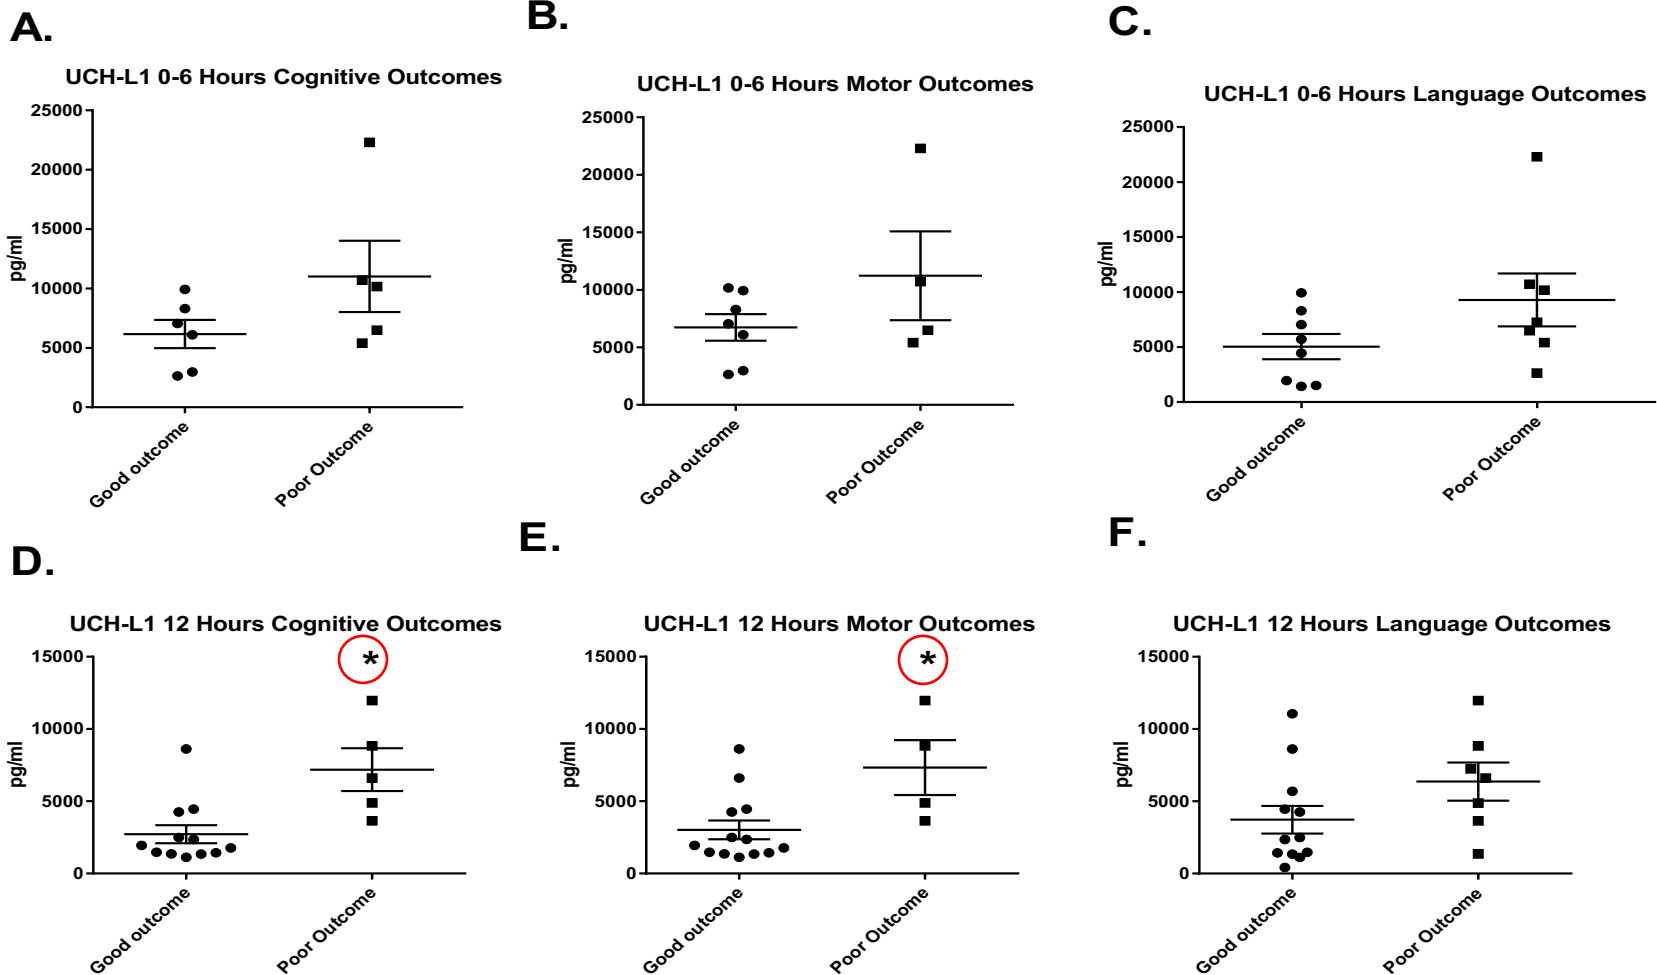 A.
UCH-L1 0-6 Hours Cognitive Outcomes
25000
20000
15000
10000
5000
0
pg/ml
Good outcome
Poor Outcome
B.
UCH-L1 0-6 Hours Motor Outcomes
25000
20000
15000
10000
5000
0
pg/ml
Good outcome
Poor Outcome
C.
UCH-L1 0-6 Hours Language Outcomes
25000
20000
15000
10000
5000
0
pg/ml
Good outcome
Poor Outcome
D.
UCH-L1 12 Hours Cognitive Outcomes
*
15000
10000
5000
0
pg/ml
Good outcome
Poor Outcome
E.
UCH-L1 12 Hours Motor Outcomes
*
15000
10000
5000
0
pg/ml
Good outcome
Poor Outcome
F.
UCH-L1 12 Hours Language Outcomes
15000
10000
5000
0
pg/ml
Good outcome
Poor Outcome